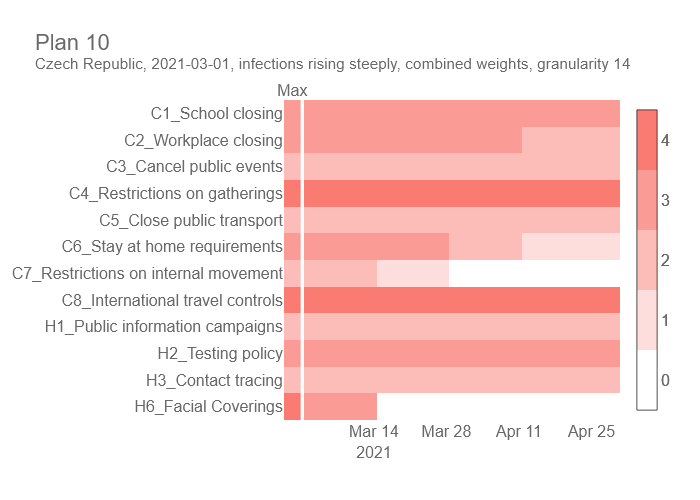 Plan 10
Czech Republic, 2021-03-01, infections rising steeply, combined weights, granularity 14
Max
C1_School closing
C2_Workplace closing
C3_Cancel public events
C4_Restrictions on gatherings
C5_Close public transport
C6_Stay at home requirements
C7_Restrictions on internal movement
C8_International travel controls
H1_Public information campaigns
H2_Testing policy
H3_Contact tracing
H6_Facial Coverings
4
3
2
1
0
Mar 14 Mar 28 Apr 11 Apr 25
2021